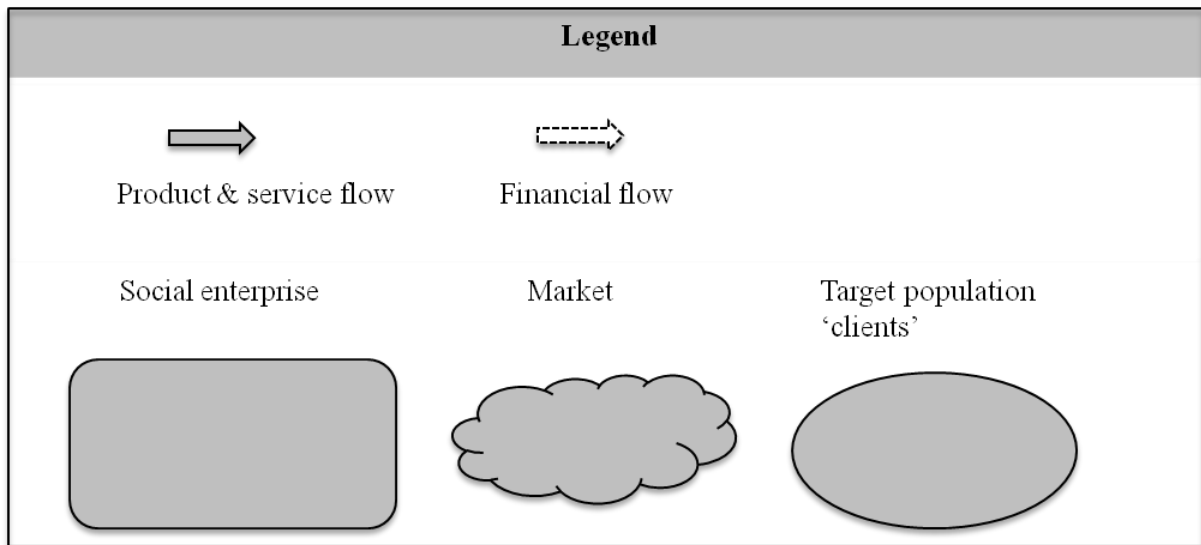 Legend
Product & service flow
Financial flow
Social enterprise
Market
Target population
‘clients’